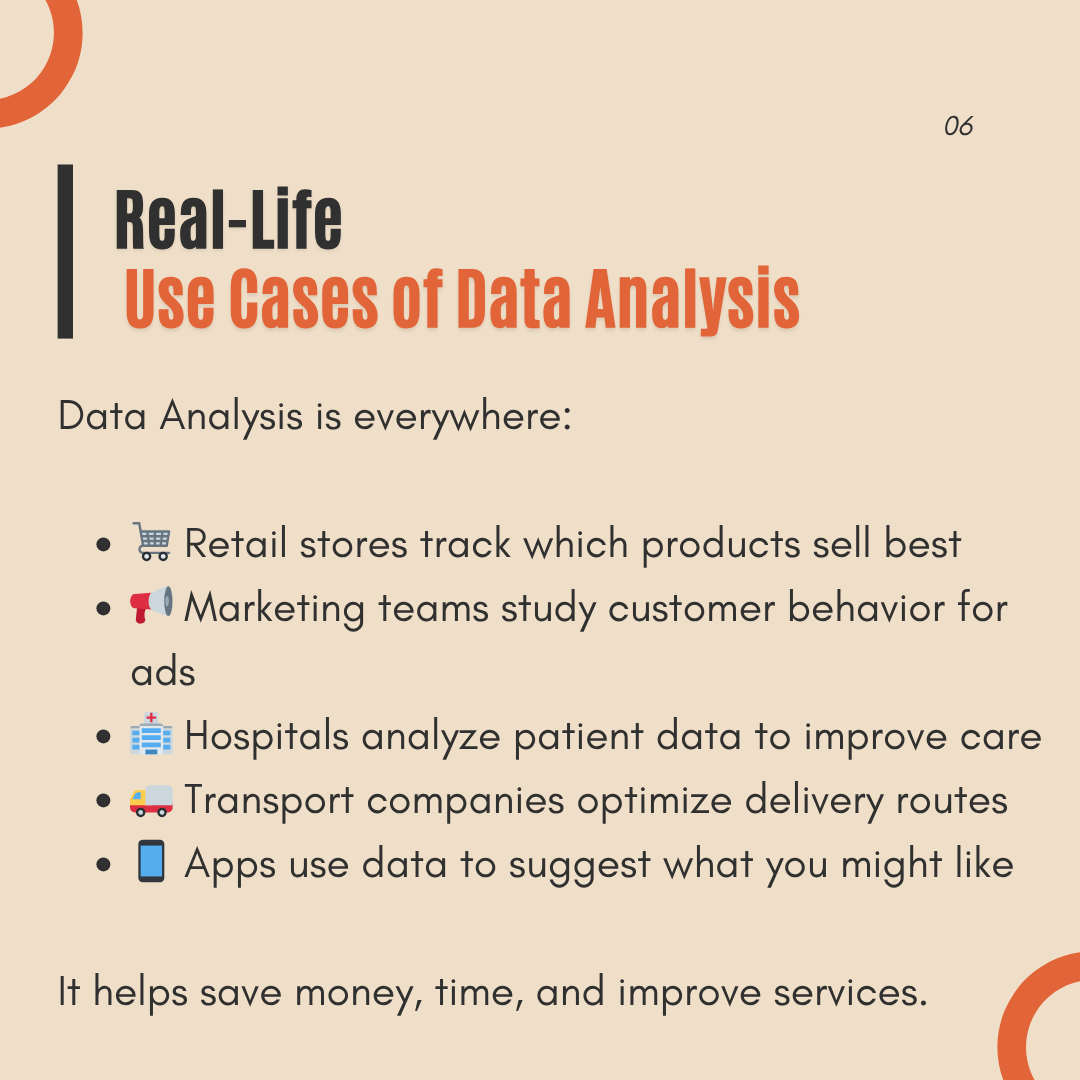 06
Real-Life
Use Cases of Data Analysis
Data Analysis is everywhere:
• 🛒 Retail stores track which products sell best
• 📢 Marketing teams study customer behavior for
ads
• 🏥 Hospitals analyze patient data to improve care
• 🚚 Transport companies optimize delivery routes
• 📱 Apps use data to suggest what you might like
It helps save money, time, and improve services.